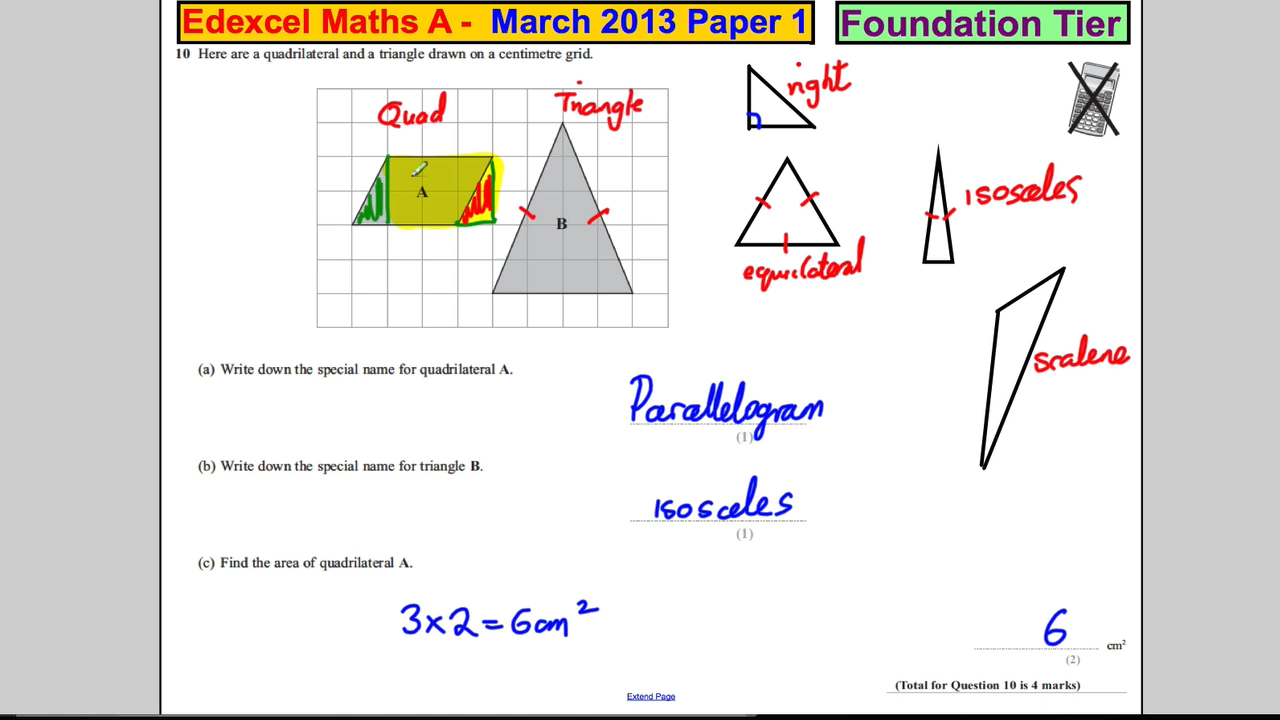 Edexcel Maths A - March 2013 Paper 1
Foundation Tier
10 Here are a quadrilateral and a triangle drawn on a centimetre grid.
Quad
Triangle
A
B
right
equilateral
isosceles
scalene
(a) Write down the special name for quadrilateral A.
Parallelogram
(1)
(b) Write down the special name for triangle B.
isosceles
(1)
(c) Find the area of quadrilateral A.
3×2=6cm²
6 cm²
(2)
(Total for Question 10 is 4 marks)
Extend Page